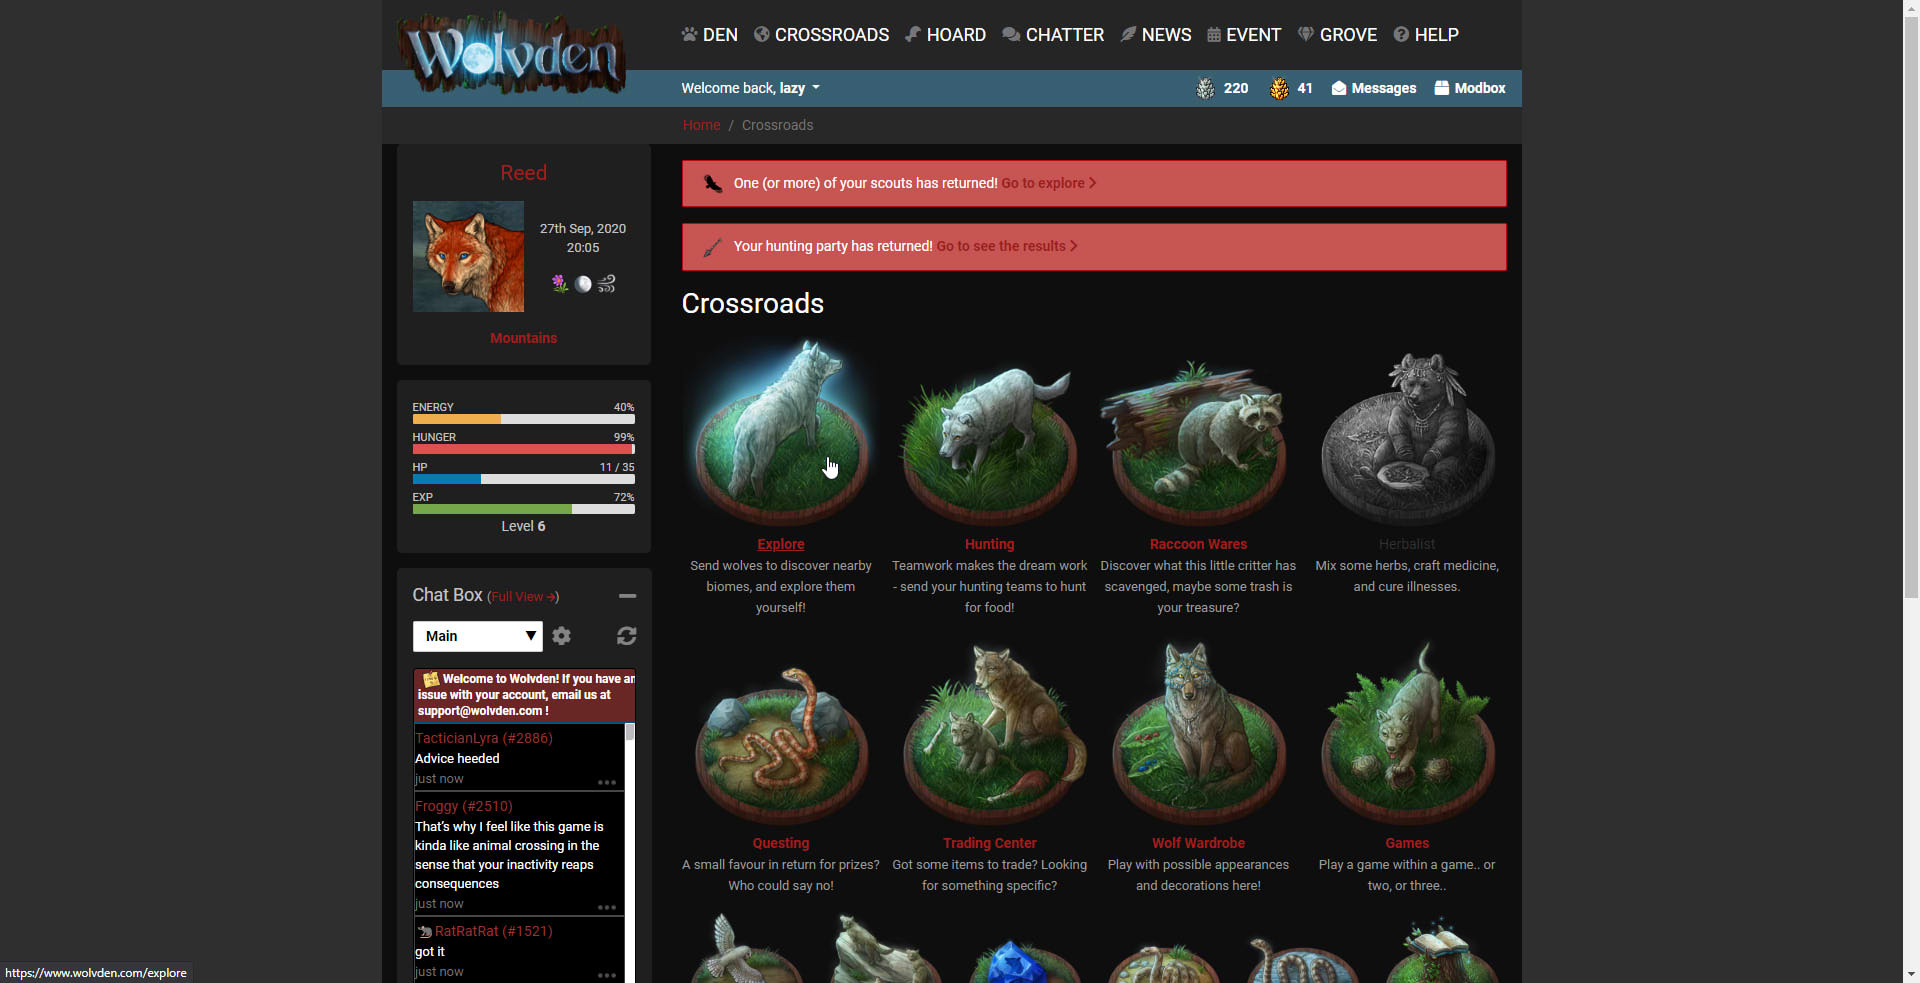 Wolvden
DEN CROSSROADS HOARD CHATTER NEWS EVENT GROVE HELP
Welcome back, lazy
220 41 Messages Modbox
Home / Crossroads
Reed
27th Sep, 2020
20:05
Mountains
ENERGY 40%
HUNGER 99%
HP 11 / 35
EXP 72%
Level 6
Chat Box (Full View →)
Main
Welcome to Wolvden! If you have an
issue with your account, email us at
support@wolvden.com !
TacticianLyra (#2886)
Advice heeded
just now
Froggy (#2510)
That's why I feel like this game is
kinda like animal crossing in the
sense that your inactivity reaps
consequences
just now
RatRatRat (#1521)
got it
just now
One (or more) of your scouts has returned! Go to explore >
Your hunting party has returned! Go to see the results >
Crossroads
Explore
Send wolves to discover nearby
biomes, and explore them
yourself!
Hunting
Teamwork makes the dream work
- send your hunting teams to hunt
for food!
Raccoon Wares
Discover what this little critter has
scavenged, maybe some trash is
your treasure?
Herbalist
Mix some herbs, craft medicine,
and cure illnesses.
Questing
A small favour in return for prizes?
Who could say no!
Trading Center
Got some items to trade? Looking
for something specific?
Wolf Wardrobe
Play with possible appearances
and decorations here!
Games
Play a game within a game.. or
two, or three..
https://www.wolvden.com/explore